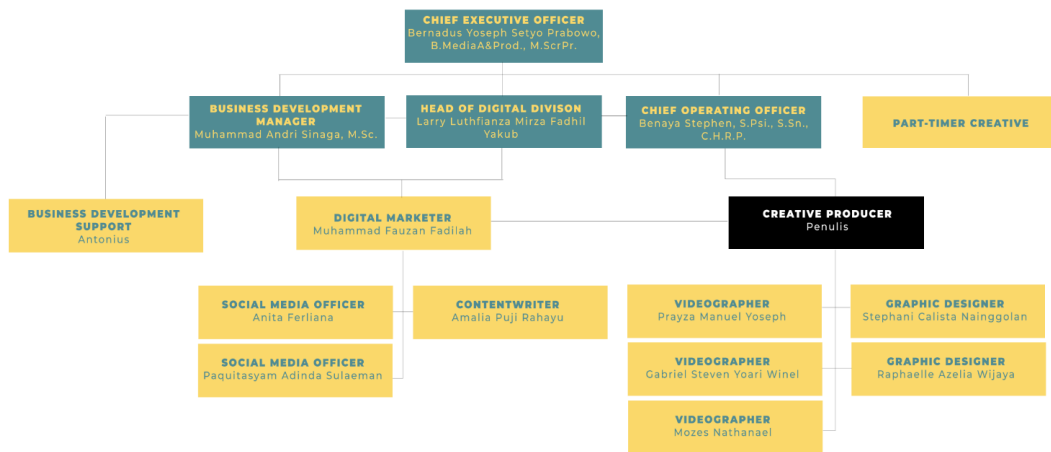 CHIEF EXECUTIVE OFFICER
Bernadus Yoseph Setyo Prabowo,
B.MediaA&Prod., M.ScrPr.
BUSINESS DEVELOPMENT
MANAGER
Muhammad Andri Sinaga, M.Sc.
HEAD OF DIGITAL DIVISON
Larry Luthfianza Mirza Fadhil
Yakub
CHIEF OPERATING OFFICER
Benaya Stephen, S.Psi., S.Sn.,
C.H.R.P.
PART-TIMER CREATIVE
BUSINESS DEVELOPMENT
SUPPORT
Antonius
DIGITAL MARKETER
Muhammad Fauzan Fadilah
CREATIVE PRODUCER
Penulis
SOCIAL MEDIA OFFICER
Anita Ferliana
CONTENTWRITER
Amalia Puji Rahayu
VIDEOGRAPHER
Prayza Manuel Yoseph
GRAPHIC DESIGNER
Stephani Calista Nainggolan
SOCIAL MEDIA OFFICER
Paquitasyam Adinda Sulaeman
VIDEOGRAPHER
Gabriel Steven Yoari Winel
GRAPHIC DESIGNER
Raphaelle Azelia Wijaya
VIDEOGRAPHER
Mozes Nathanael